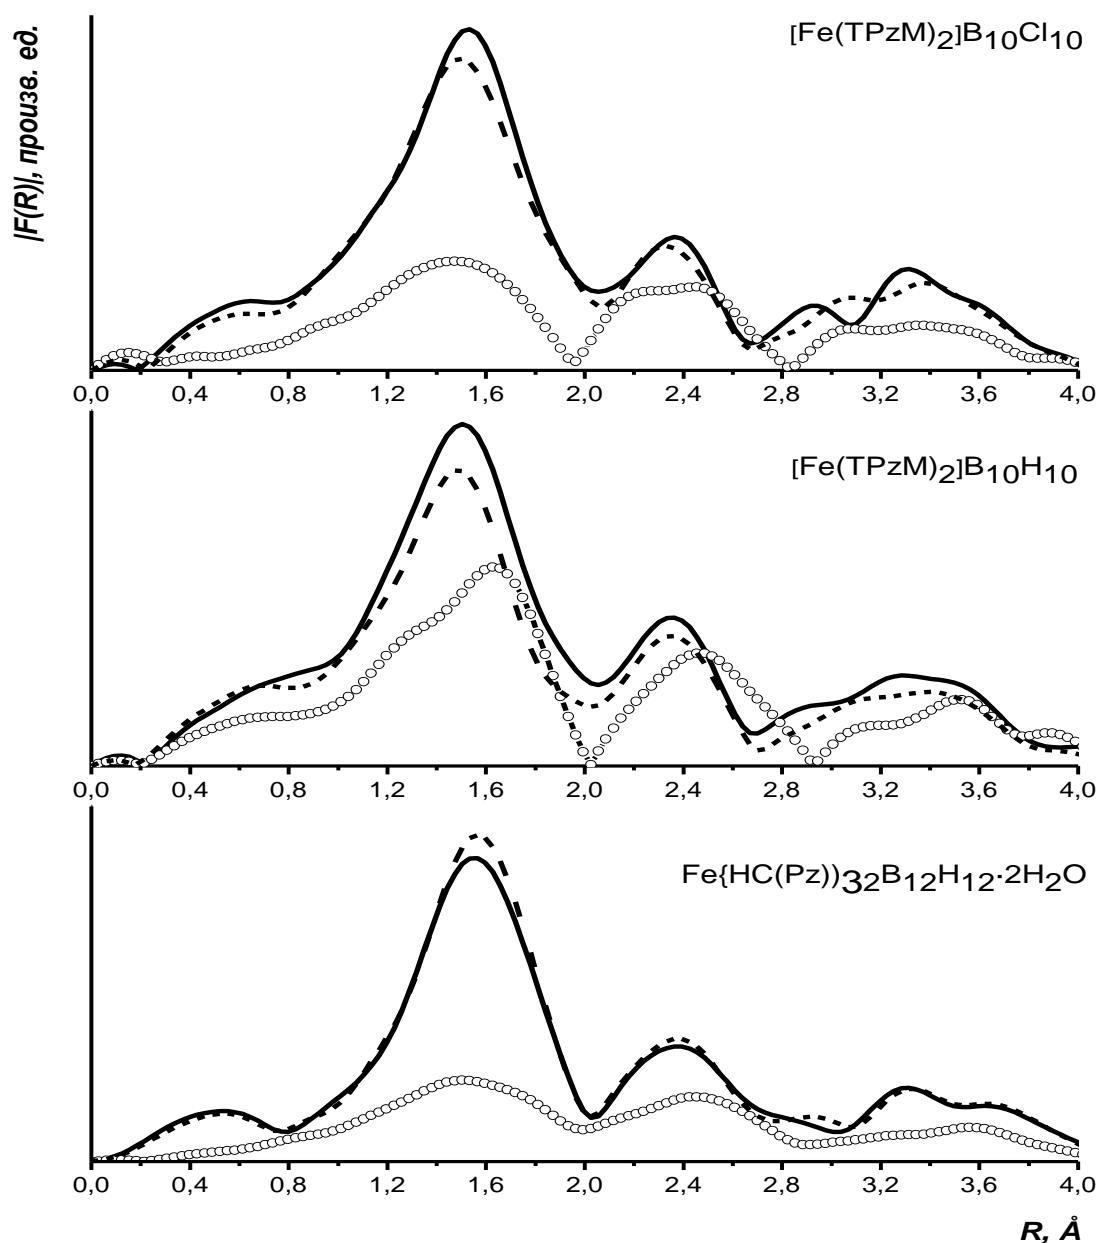 |F(R)|, произв. ед.
[Fe(TPzM)2]B10Cl10
0,0 0,4 0,8 1,2 1,6 2,0 2,4 2,8 3,2 3,6 4,0
[Fe(TPzM)2]B10H10
0,0 0,4 0,8 1,2 1,6 2,0 2,4 2,8 3,2 3,6 4,0
Fe{HC(Pz))32B12H12·2H2O
0,0 0,4 0,8 1,2 1,6 2,0 2,4 2,8 3,2 3,6 4,0
R, Å